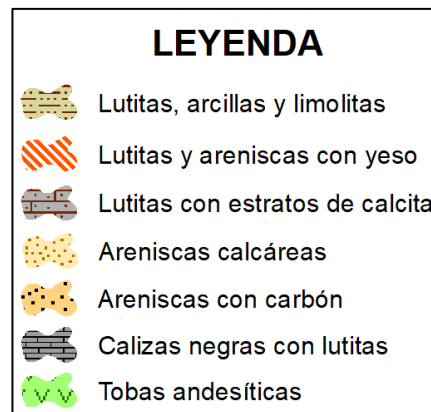 LEYENDA
Lutitas, arcillas y limolitas
Lutitas y areniscas con yeso
Lutitas con estratos de calcita
Areniscas calcáreas
Areniscas con carbón
Calizas negras con lutitas
Tobas andesíticas